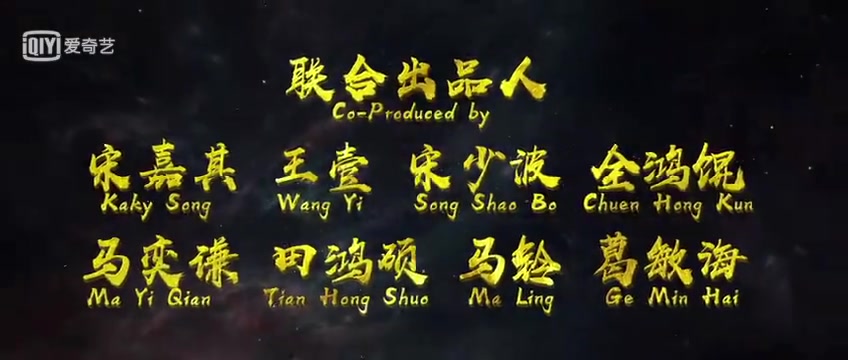 iQIYI 爱奇艺
联合出品人
Co-Produced by
宋嘉其 王壹 宋少波 全鸿锟
Kaky Song Wang Yi Song Shao Bo Chuen Hong Kun
马奕谦 田鸿硕 马铃 葛敏海
Ma Yi Qian Tian Hong Shuo Ma Ling Ge Min Hai